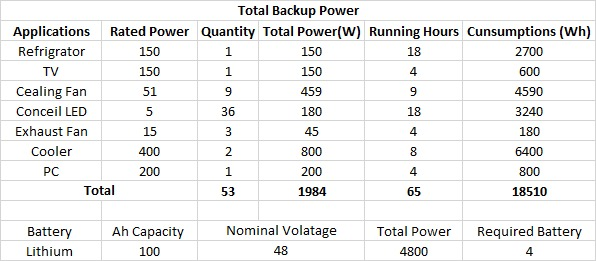 Total Backup Power
Applications Rated Power Quantity Total Power(W) Running Hours Cunsumptions (Wh)
Refrigrator 150 1 150 18 2700
TV 150 1 150 4 600
Cealing Fan 51 9 459 9 4590
Conceil LED 5 36 180 18 3240
Exhaust Fan 15 3 45 4 180
Cooler 400 2 800 8 6400
PC 200 1 200 4 800
Total 53 1984 65 18510
Battery Ah Capacity Nominal Volatage Total Power Required Battery
Lithium 100 48 4800 4